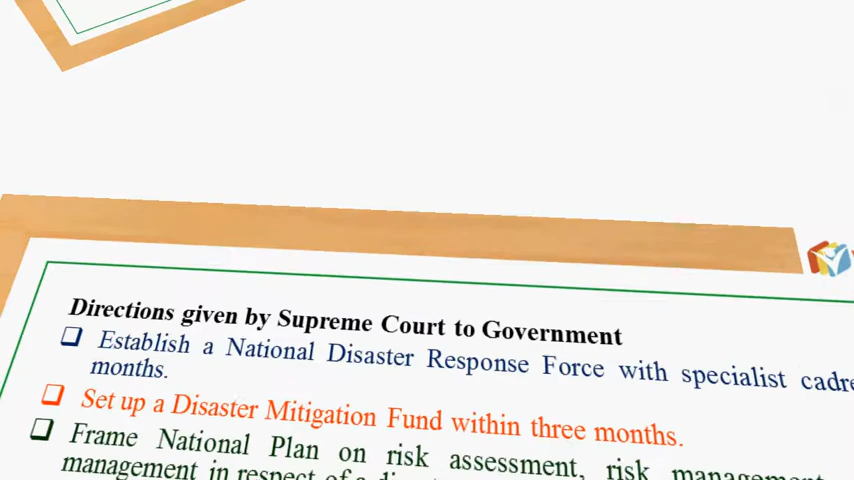 Directions given by Supreme Court to Government
Establish a National Disaster Response Force with specialist cadre
months.
Set up a Disaster Mitigation Fund within three months.
Frame National Plan on risk assessment, risk management
management in respect of a